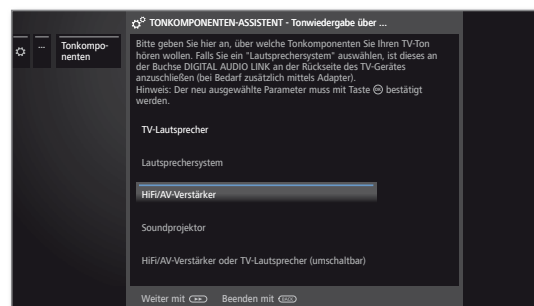 TONKOMPONENTEN-ASSISTENT - Tonwiedergabe über ...
... Tonkompo-
nenten
Bitte geben Sie hier an, über welche Tonkomponenten Sie Ihren TV-Ton
hören wollen. Falls Sie ein "Lautsprechersystem" auswählen, ist dieses an
der Buchse DIGITAL AUDIO LINK an der Rückseite des TV-Gerätes
anzuschließen (bei Bedarf zusätzlich mittels Adapter).
Hinweis: Der neu ausgewählte Parameter muss mit Taste OK bestätigt
werden.
TV-Lautsprecher
Lautsprechersystem
HiFi/AV-Verstärker
Soundprojektor
HiFi/AV-Verstärker oder TV-Lautsprecher (umschaltbar)
Weiter mit Beenden mit BACK